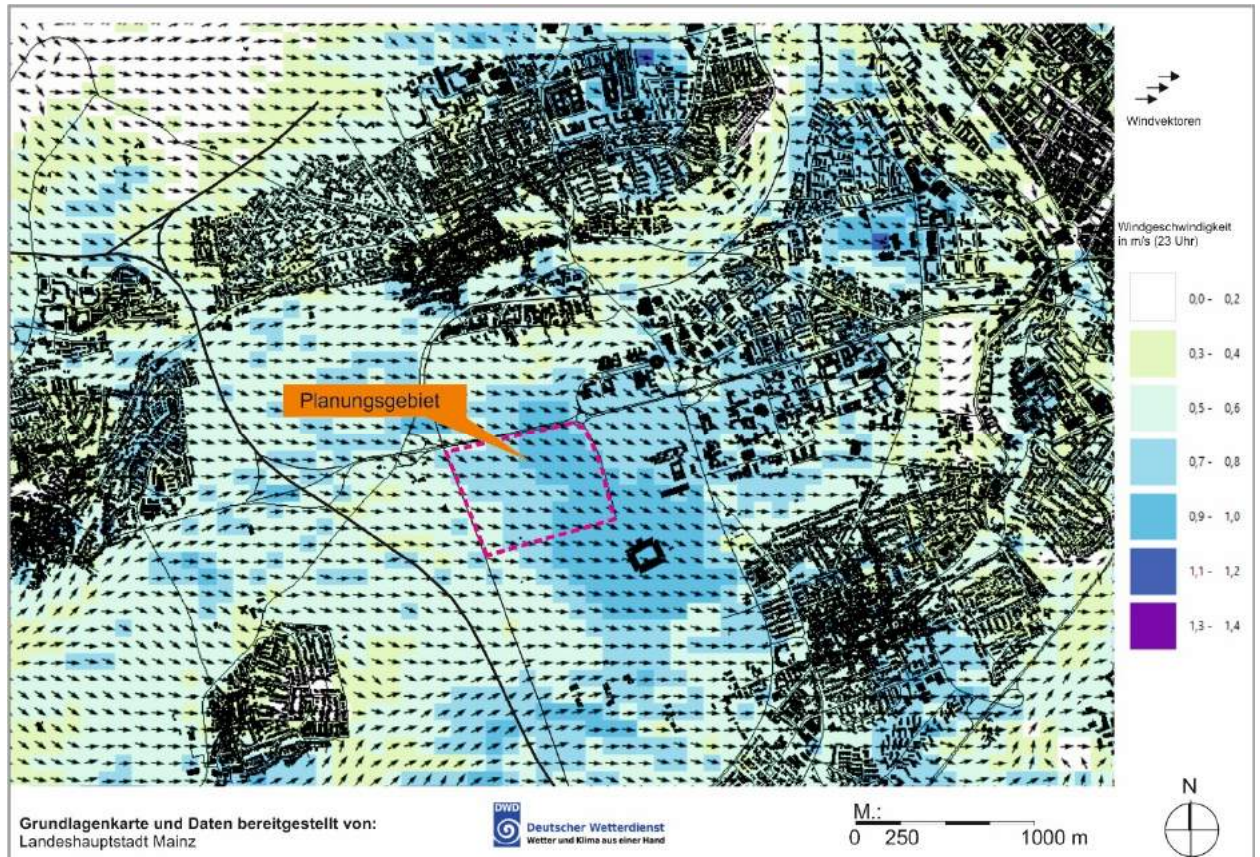 Windvektoren
Windgeschwindigkeit
in m/s (23 Uhr)
0,0 - 0,2
0,3 - 0,4
0,5 - 0,6
0,7 - 0,8
0,9 - 1,0
1,1 - 1,2
1,3 - 1,4
Planungsgebiet
Grundlagenkarte und Daten bereitgestellt von:
Landeshauptstadt Mainz
DWD
Deutscher Wetterdienst
Wetter und Klima aus einer Hand
M.:
0 250 1000 m
N